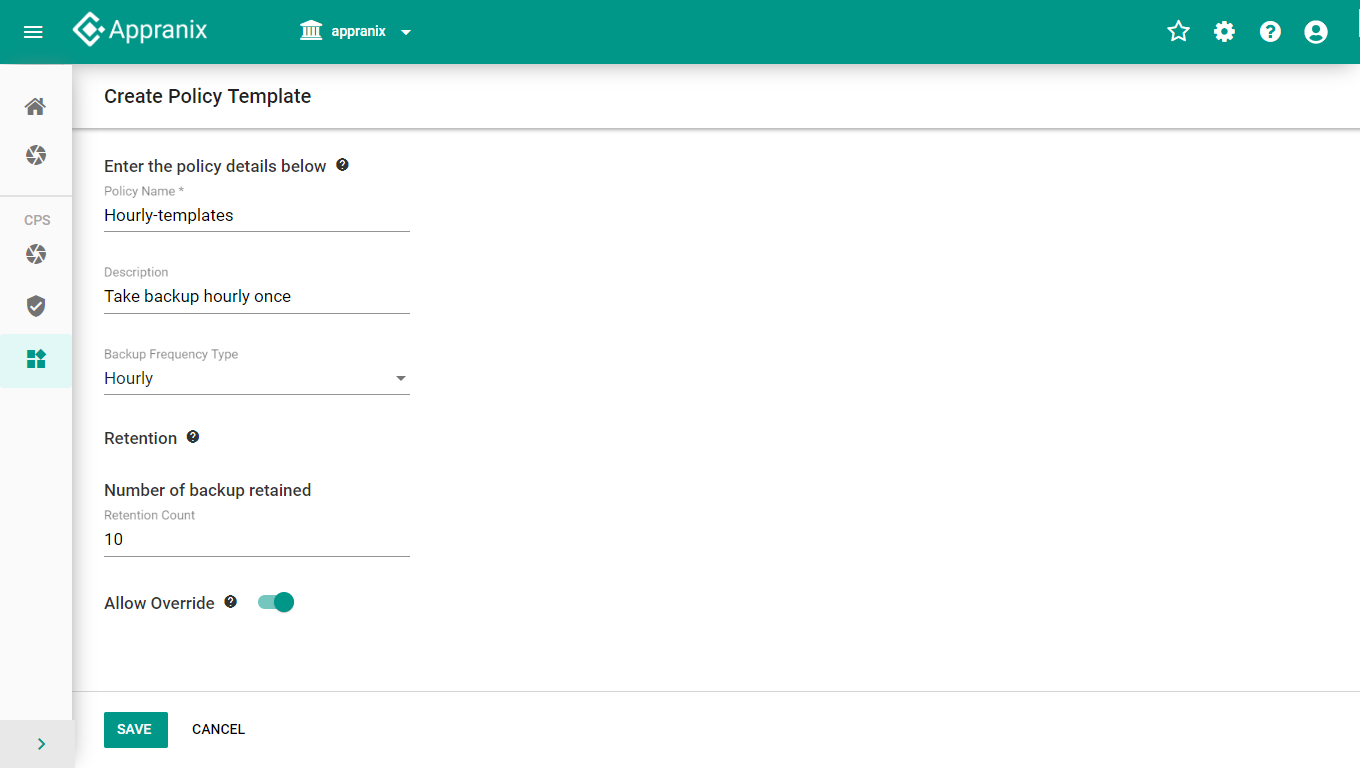 Appranix
appranix
Create Policy Template
Enter the policy details below
Policy Name *
Hourly-templates
CPS
Description
Take backup hourly once
Backup Frequency Type
Hourly
Retention
Number of backup retained
Retention Count
10
Allow Override
SAVE
CANCEL